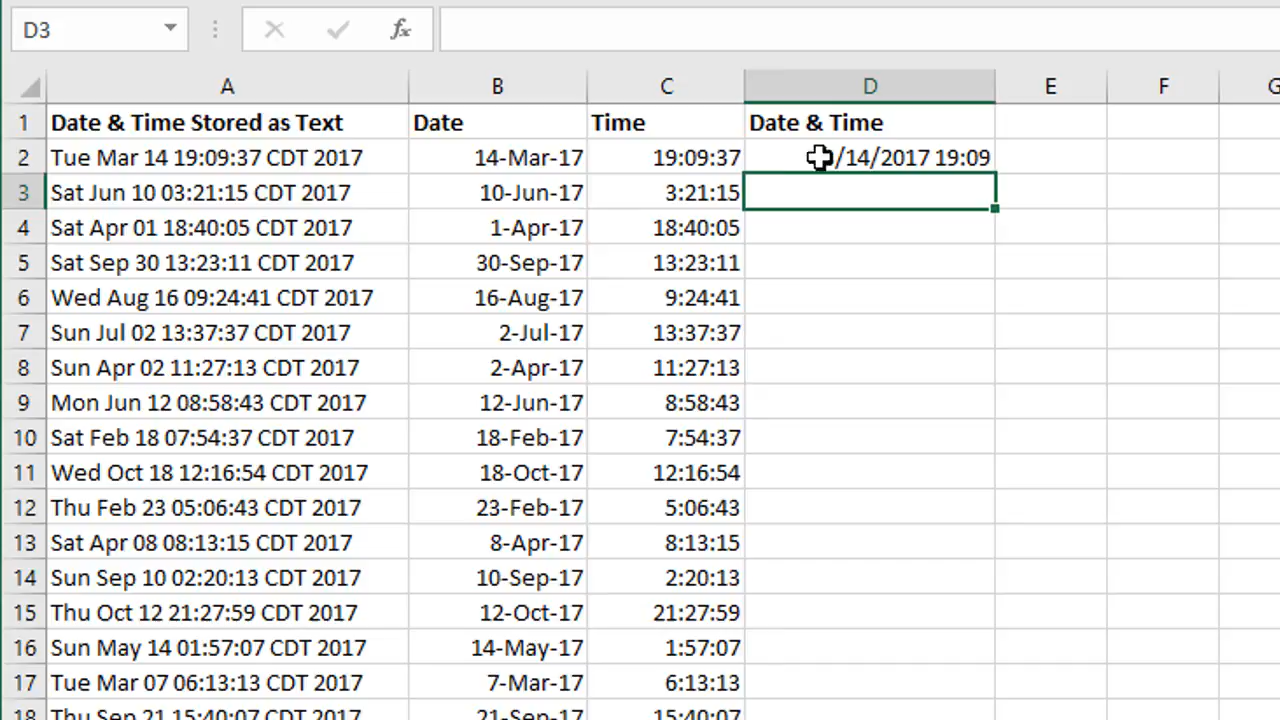 D3 fx
A B C D E F G
1 Date & Time Stored as Text Date Time Date & Time
2 Tue Mar 14 19:09:37 CDT 2017 14-Mar-17 19:09:37 /14/2017 19:09
3 Sat Jun 10 03:21:15 CDT 2017 10-Jun-17 3:21:15
4 Sat Apr 01 18:40:05 CDT 2017 1-Apr-17 18:40:05
5 Sat Sep 30 13:23:11 CDT 2017 30-Sep-17 13:23:11
6 Wed Aug 16 09:24:41 CDT 2017 16-Aug-17 9:24:41
7 Sun Jul 02 13:37:37 CDT 2017 2-Jul-17 13:37:37
8 Sun Apr 02 11:27:13 CDT 2017 2-Apr-17 11:27:13
9 Mon Jun 12 08:58:43 CDT 2017 12-Jun-17 8:58:43
10 Sat Feb 18 07:54:37 CDT 2017 18-Feb-17 7:54:37
11 Wed Oct 18 12:16:54 CDT 2017 18-Oct-17 12:16:54
12 Thu Feb 23 05:06:43 CDT 2017 23-Feb-17 5:06:43
13 Sat Apr 08 08:13:15 CDT 2017 8-Apr-17 8:13:15
14 Sun Sep 10 02:20:13 CDT 2017 10-Sep-17 2:20:13
15 Thu Oct 12 21:27:59 CDT 2017 12-Oct-17 21:27:59
16 Sun May 14 01:57:07 CDT 2017 14-May-17 1:57:07
17 Tue Mar 07 06:13:13 CDT 2017 7-Mar-17 6:13:13
18 Thu Sep 21 15:40:07 CDT 2017 21-Sep-17 15:40:07